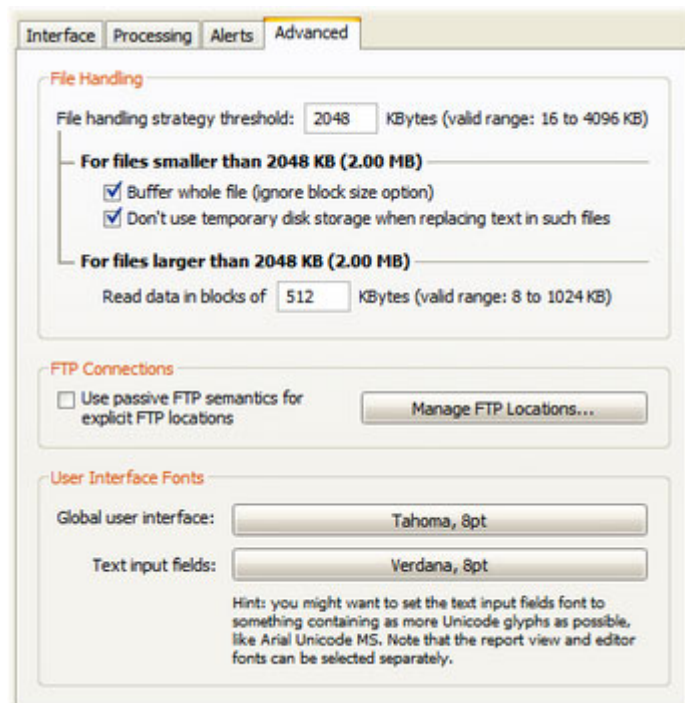 Interface Processing Alerts Advanced
File Handling
File handling strategy threshold: 2048 KBytes (valid range: 16 to 4096 KB)
For files smaller than 2048 KB (2.00 MB)
Buffer whole file (ignore block size option)
Don't use temporary disk storage when replacing text in such files
For files larger than 2048 KB (2.00 MB)
Read data in blocks of 512 KBytes (valid range: 8 to 1024 KB)
FTP Connections
Use passive FTP semantics for
explicit FTP locations
Manage FTP Locations...
User Interface Fonts
Global user interface: Tahoma, 8pt
Text input fields: Verdana, 8pt
Hint: you might want to set the text input fields font to
something containing as more Unicode glyphs as possible,
like Arial Unicode MS. Note that the report view and editor
fonts can be selected separately.